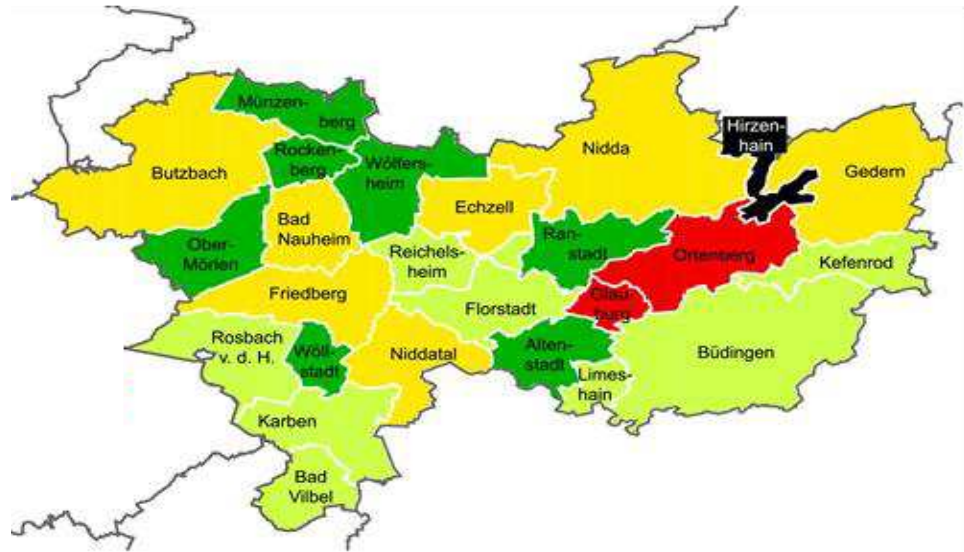 Münzen-
berg
Hirzen-
hain
Rocken-
berg
Wölfers-
heim
Nidda
Butzbach
Gedern
Echzell
Bad
Nauheim
Ober-
Mörlen
Ran-
stadt
Reichels-
heim
Ortenberg
Kefenrod
Friedberg
Florstadt
Glau-
burg
Rosbach
v. d. H.
Wöll-
stadt
Niddatal
Alten-
stadt
Büdingen
Limes-
hain
Karben
Bad
Vilbel